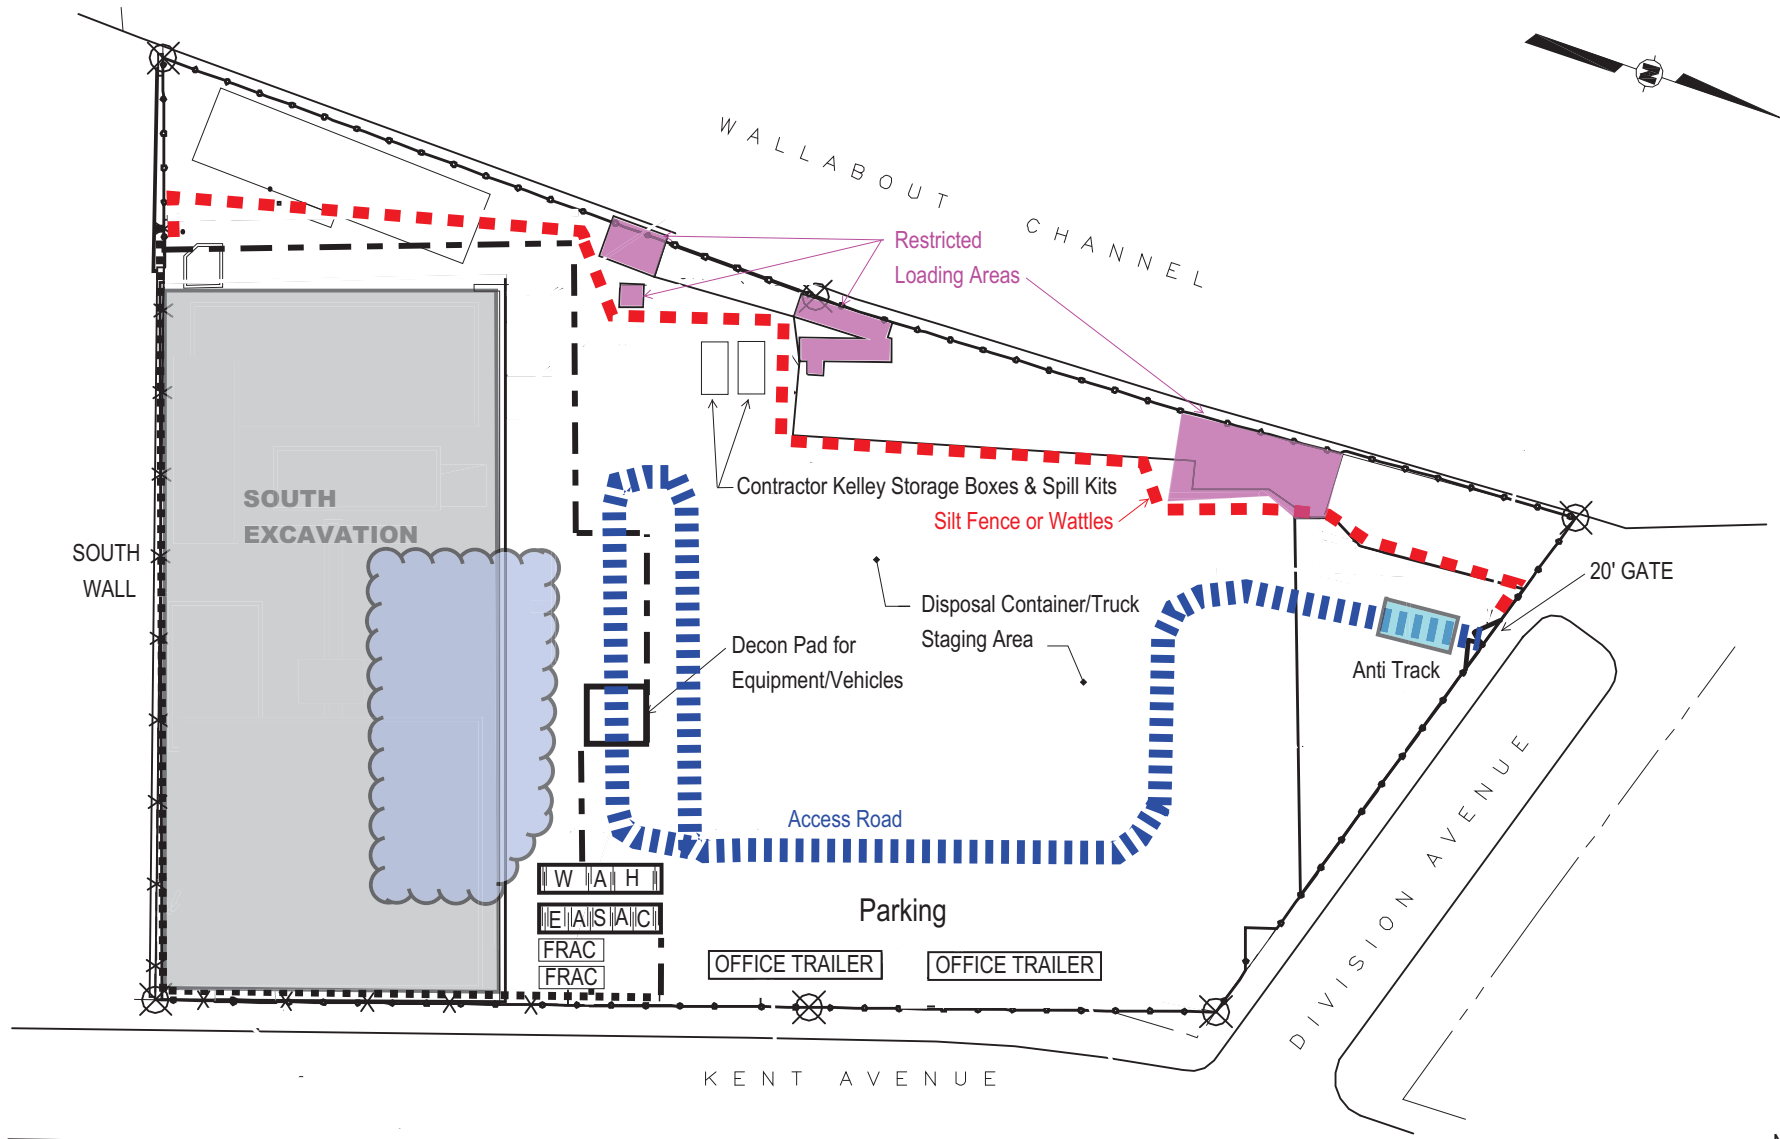 N
WALLABOUT CHANNEL
Restricted
Loading Areas
SOUTH
EXCAVATION
SOUTH
WALL
Contractor Kelley Storage Boxes & Spill Kits
Silt Fence or Wattles
20' GATE
Disposal Container/Truck
Staging Area
Decon Pad for
Equipment/Vehicles
Anti Track
Access Road
WAH
EASAC
FRAC
FRAC
Parking
OFFICE TRAILER
OFFICE TRAILER
DIVISION AVENUE
KENT AVENUE